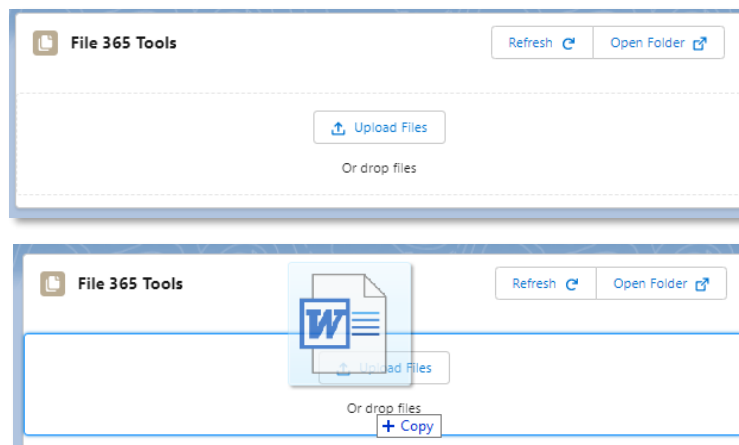 File 365 Tools
Refresh
Open Folder
Upload Files
Or drop files
File 365 Tools
Refresh
Open Folder
W
Upload Files
Or drop files
+ Copy